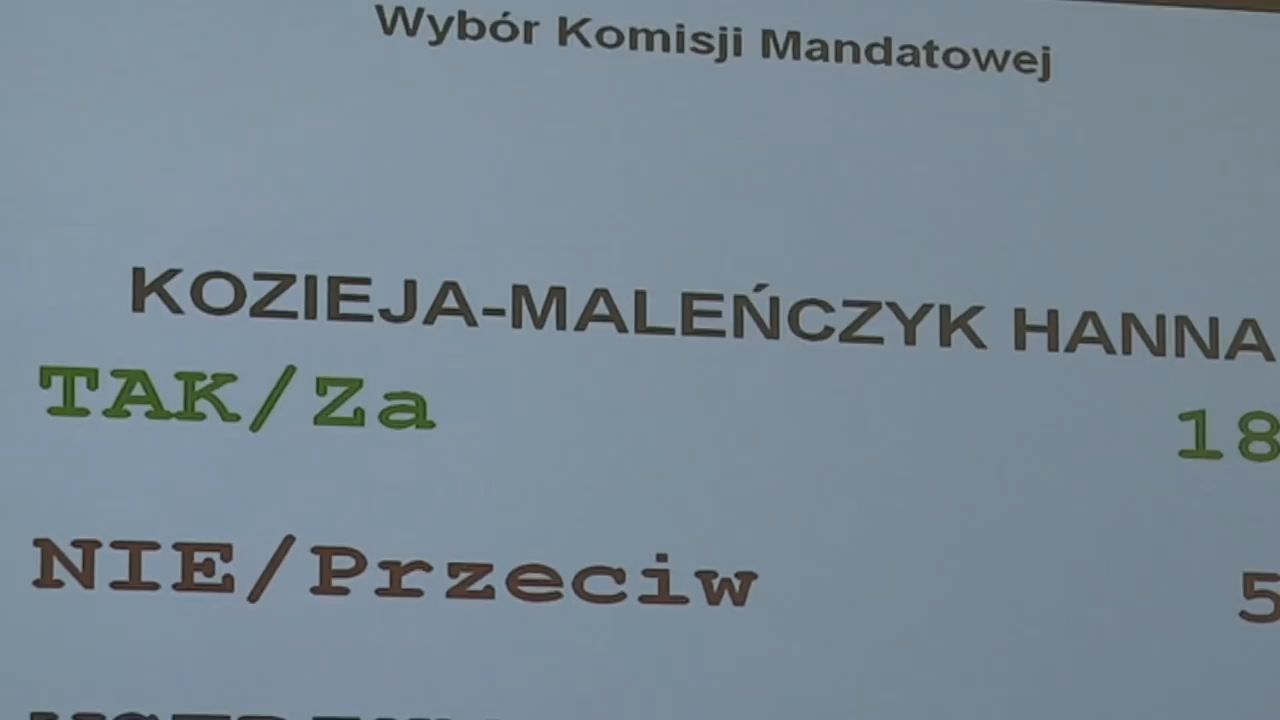 Wybór Komisji Mandatowej
KOZIEJA-MALEŃCZYK HANNA
TAK/Za 18
NIE/Przeciw 5